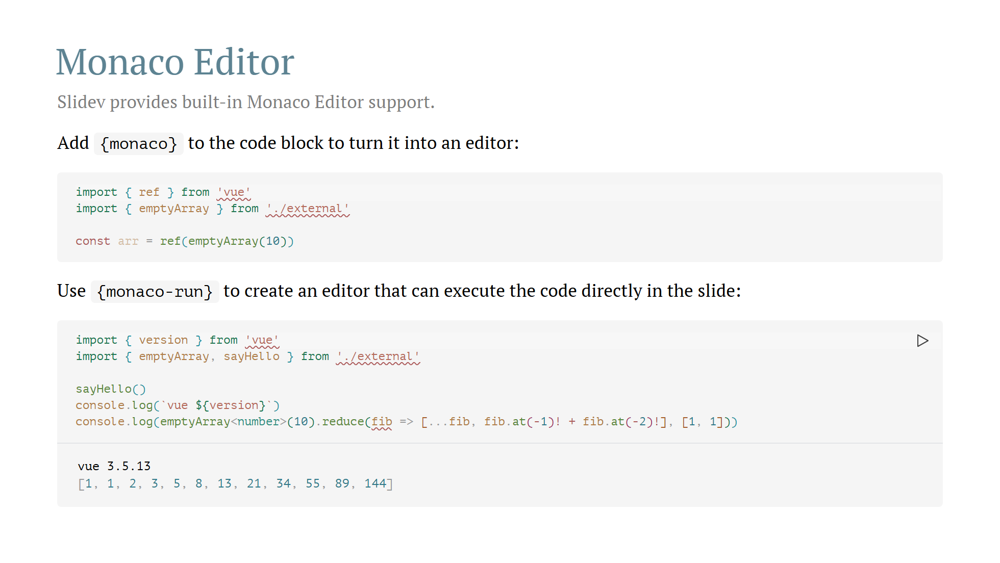 Monaco Editor
Slidev provides built-in Monaco Editor support.
Add {monaco} to the code block to turn it into an editor:
import { ref } from 'vue'
import { emptyArray } from './external'
const arr = ref(emptyArray(10))
Use {monaco-run} to create an editor that can execute the code directly in the slide:
import { version } from 'vue'
import { emptyArray, sayHello } from './external'
sayHello()
console.log(`vue ${version}`)
console.log(emptyArray<number>(10).reduce(fib => [...fib, fib.at(-1)! + fib.at(-2)!], [1, 1]))
vue 3.5.13
[1, 1, 2, 3, 5, 8, 13, 21, 34, 55, 89, 144]